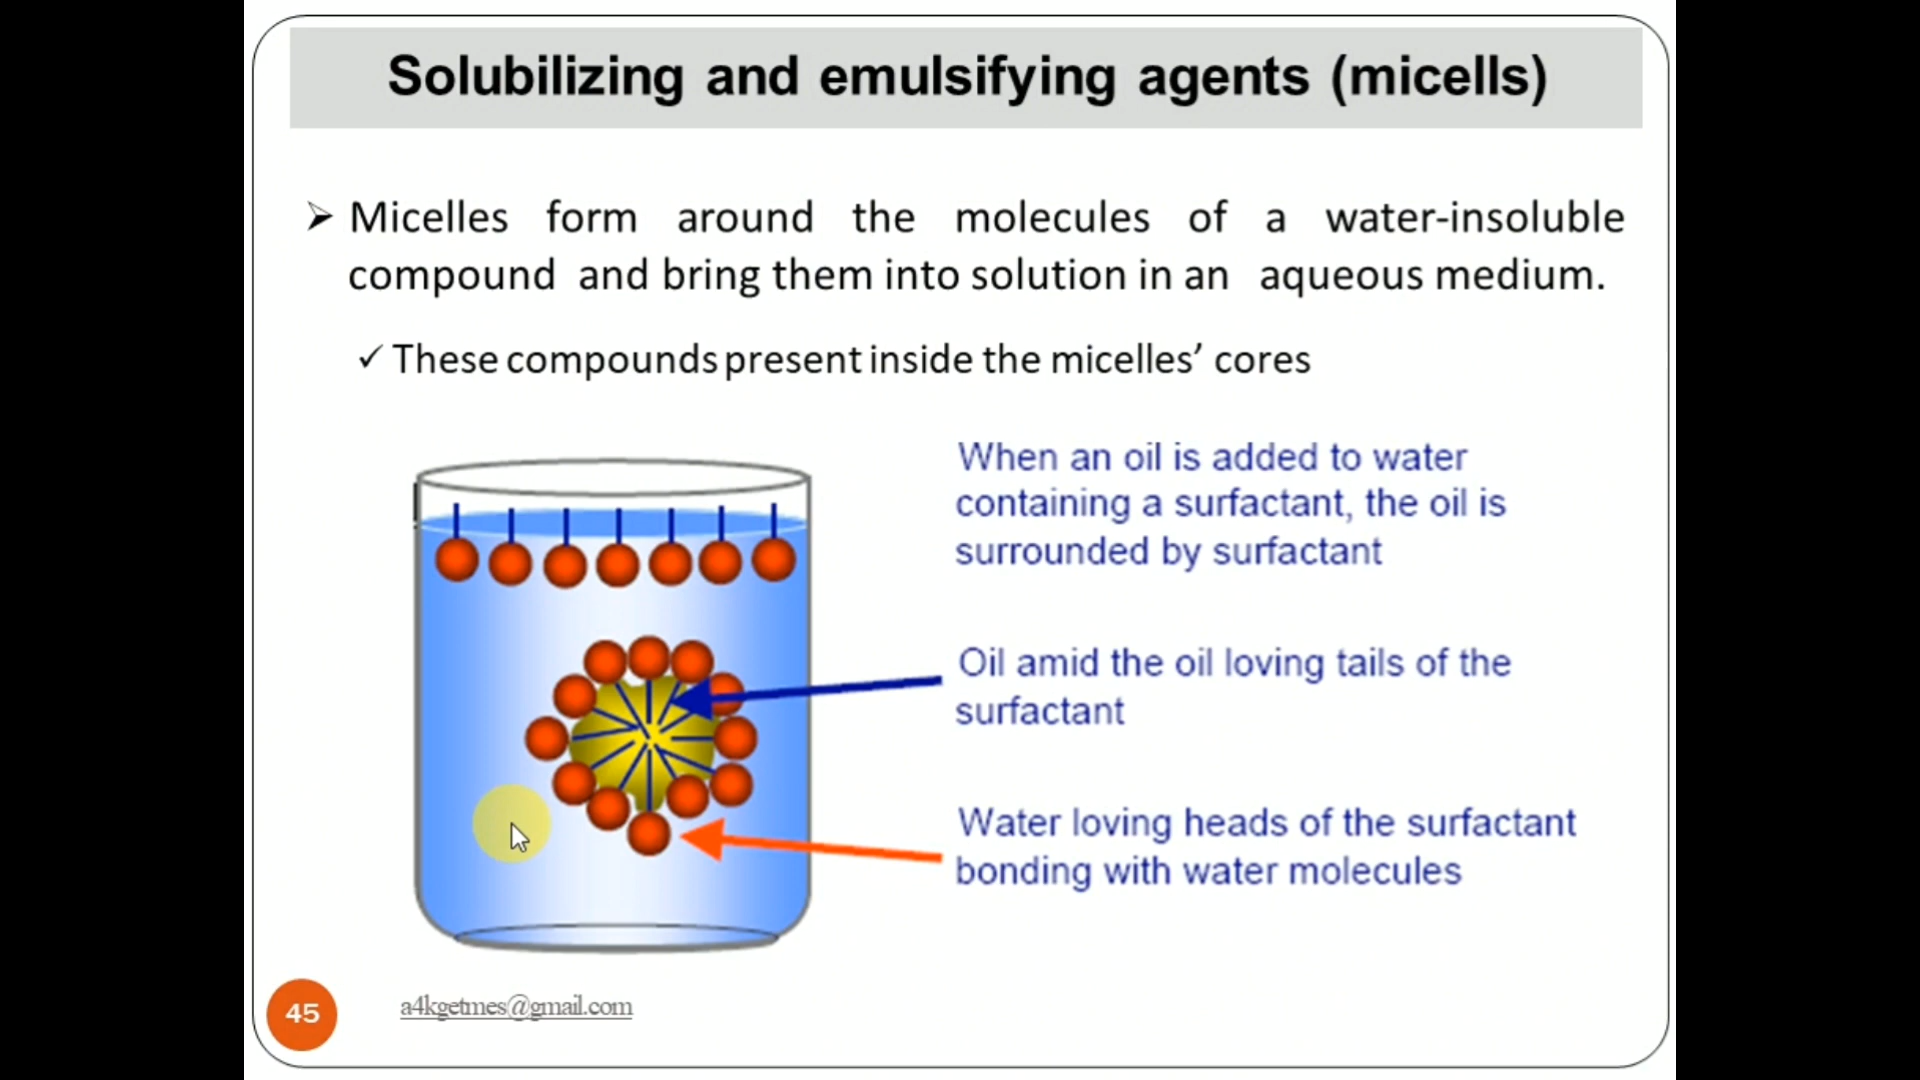 Solubilizing and emulsifying agents (micells)
➢ Micelles form around the molecules of a water-insoluble
compound and bring them into solution in an aqueous medium.
✓ These compounds present inside the micelles’ cores
When an oil is added to water
containing a surfactant, the oil is
surrounded by surfactant
Oil amid the oil loving tails of the
surfactant
Water loving heads of the surfactant
bonding with water molecules
45
a4kgetmes@gmail.com